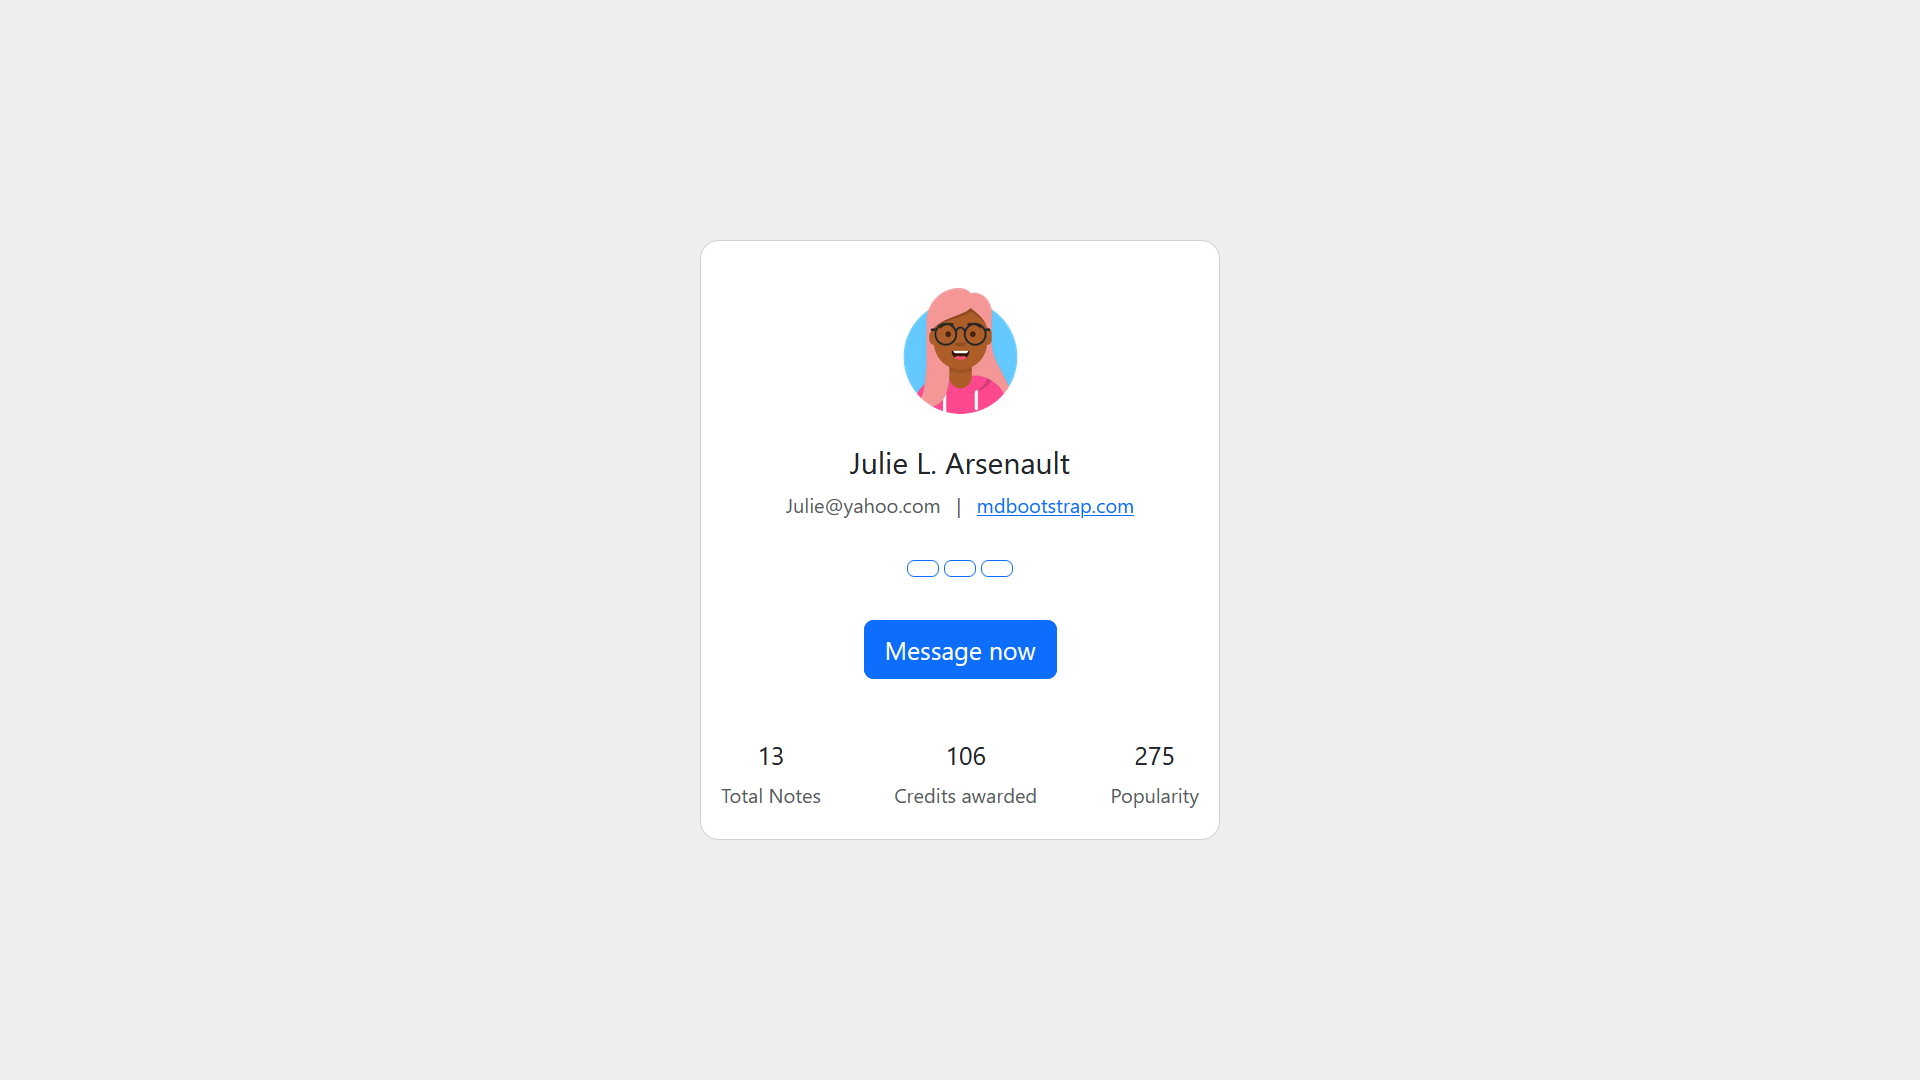 Julie L. Arsenault
Julie@yahoo.com | mdbootstrap.com
Message now
13 106 275
Total Notes Credits awarded Popularity